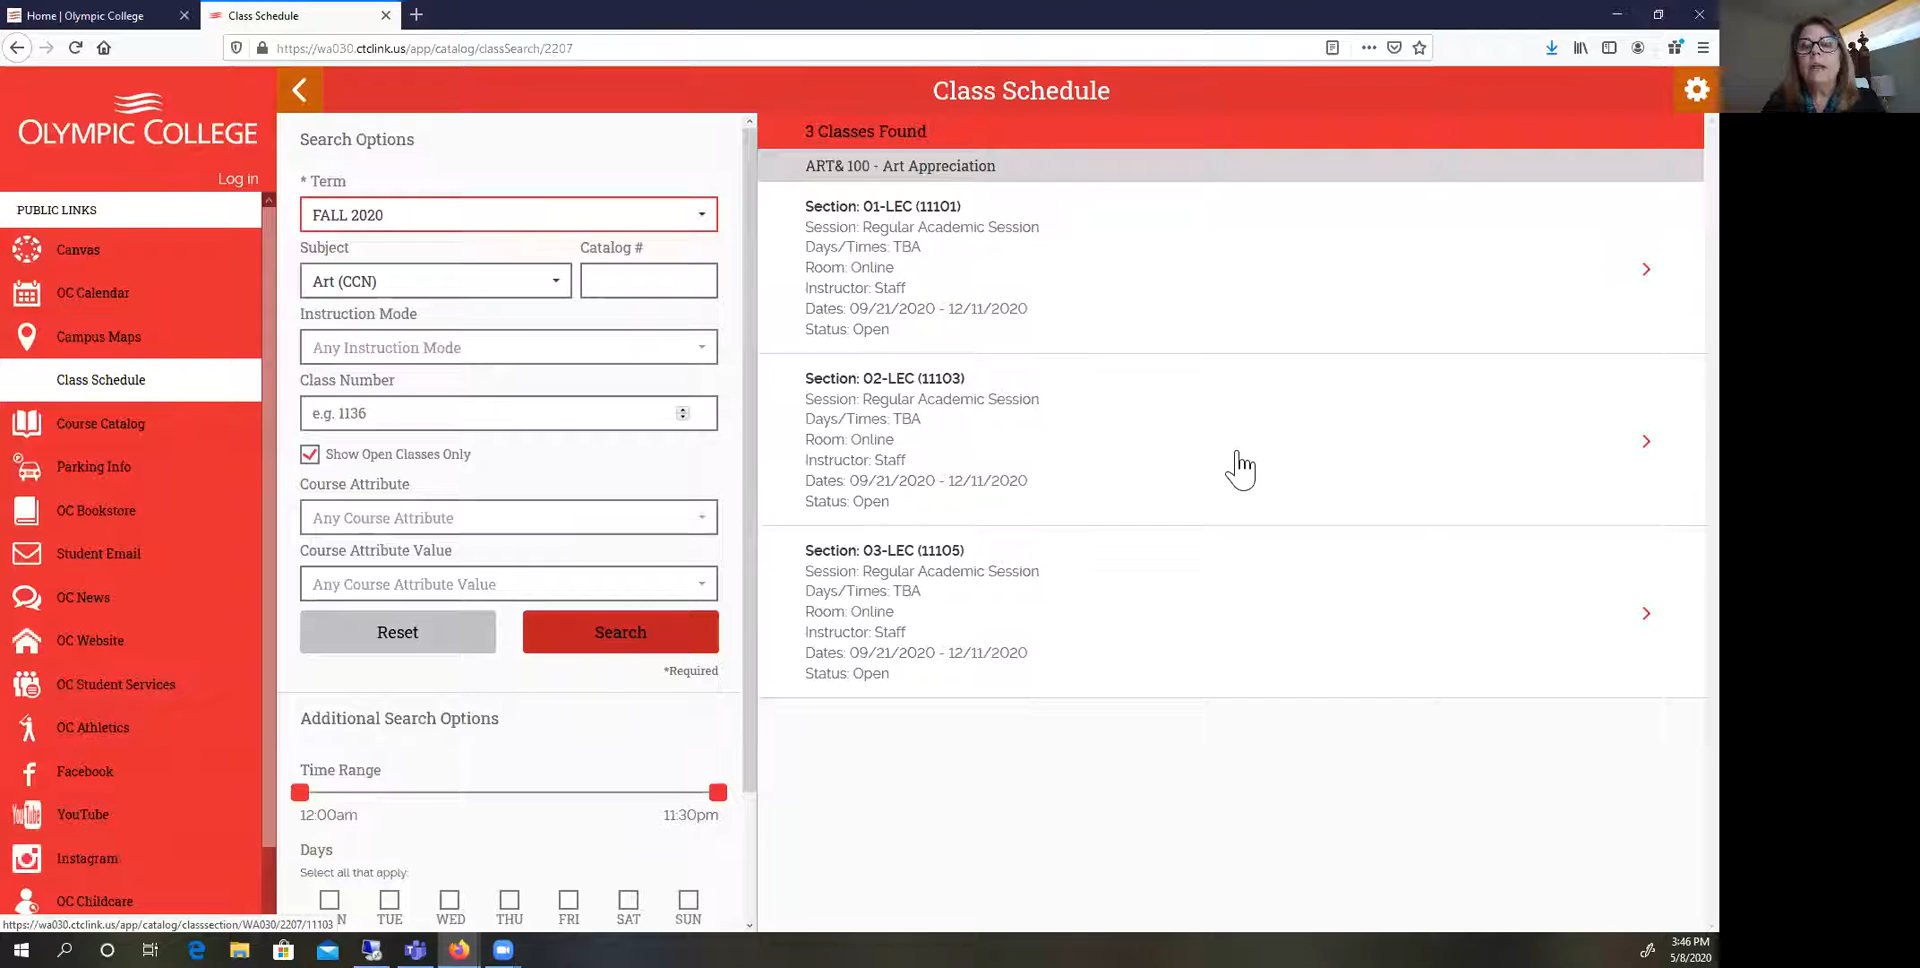 Home | Olympic College
Class Schedule
https://wa030.ctclink.us/app/catalog/classSearch/2207
OLYMPIC COLLEGE
Log in
PUBLIC LINKS
Canvas
OC Calendar
Campus Maps
Class Schedule
Course Catalog
Parking Info
OC Bookstore
Student Email
OC News
OC Website
OC Student Services
OC Athletics
Facebook
YouTube
Instagram
OC Childcare
https://wa030.ctclink.us/app/catalog/classsection/WA030/2207/11103
Class Schedule
Search Options
* Term
FALL 2020
Subject
Catalog #
Art (CCN)
Instruction Mode
Any Instruction Mode
Class Number
e.g. 1136
Show Open Classes Only
Course Attribute
Any Course Attribute
Course Attribute Value
Any Course Attribute Value
Reset
Search
*Required
Additional Search Options
Time Range
12:00am
11:30pm
Days
Select all that apply:
N TUE WED THU FRI SAT SUN
3 Classes Found
ART& 100 - Art Appreciation
Section: 01-LEC (11101)
Session: Regular Academic Session
Days/Times: TBA
Room: Online
Instructor: Staff
Dates: 09/21/2020 - 12/11/2020
Status: Open
Section: 02-LEC (11103)
Session: Regular Academic Session
Days/Times: TBA
Room: Online
Instructor: Staff
Dates: 09/21/2020 - 12/11/2020
Status: Open
Section: 03-LEC (11105)
Session: Regular Academic Session
Days/Times: TBA
Room: Online
Instructor: Staff
Dates: 09/21/2020 - 12/11/2020
Status: Open
3:46 PM
5/8/2020